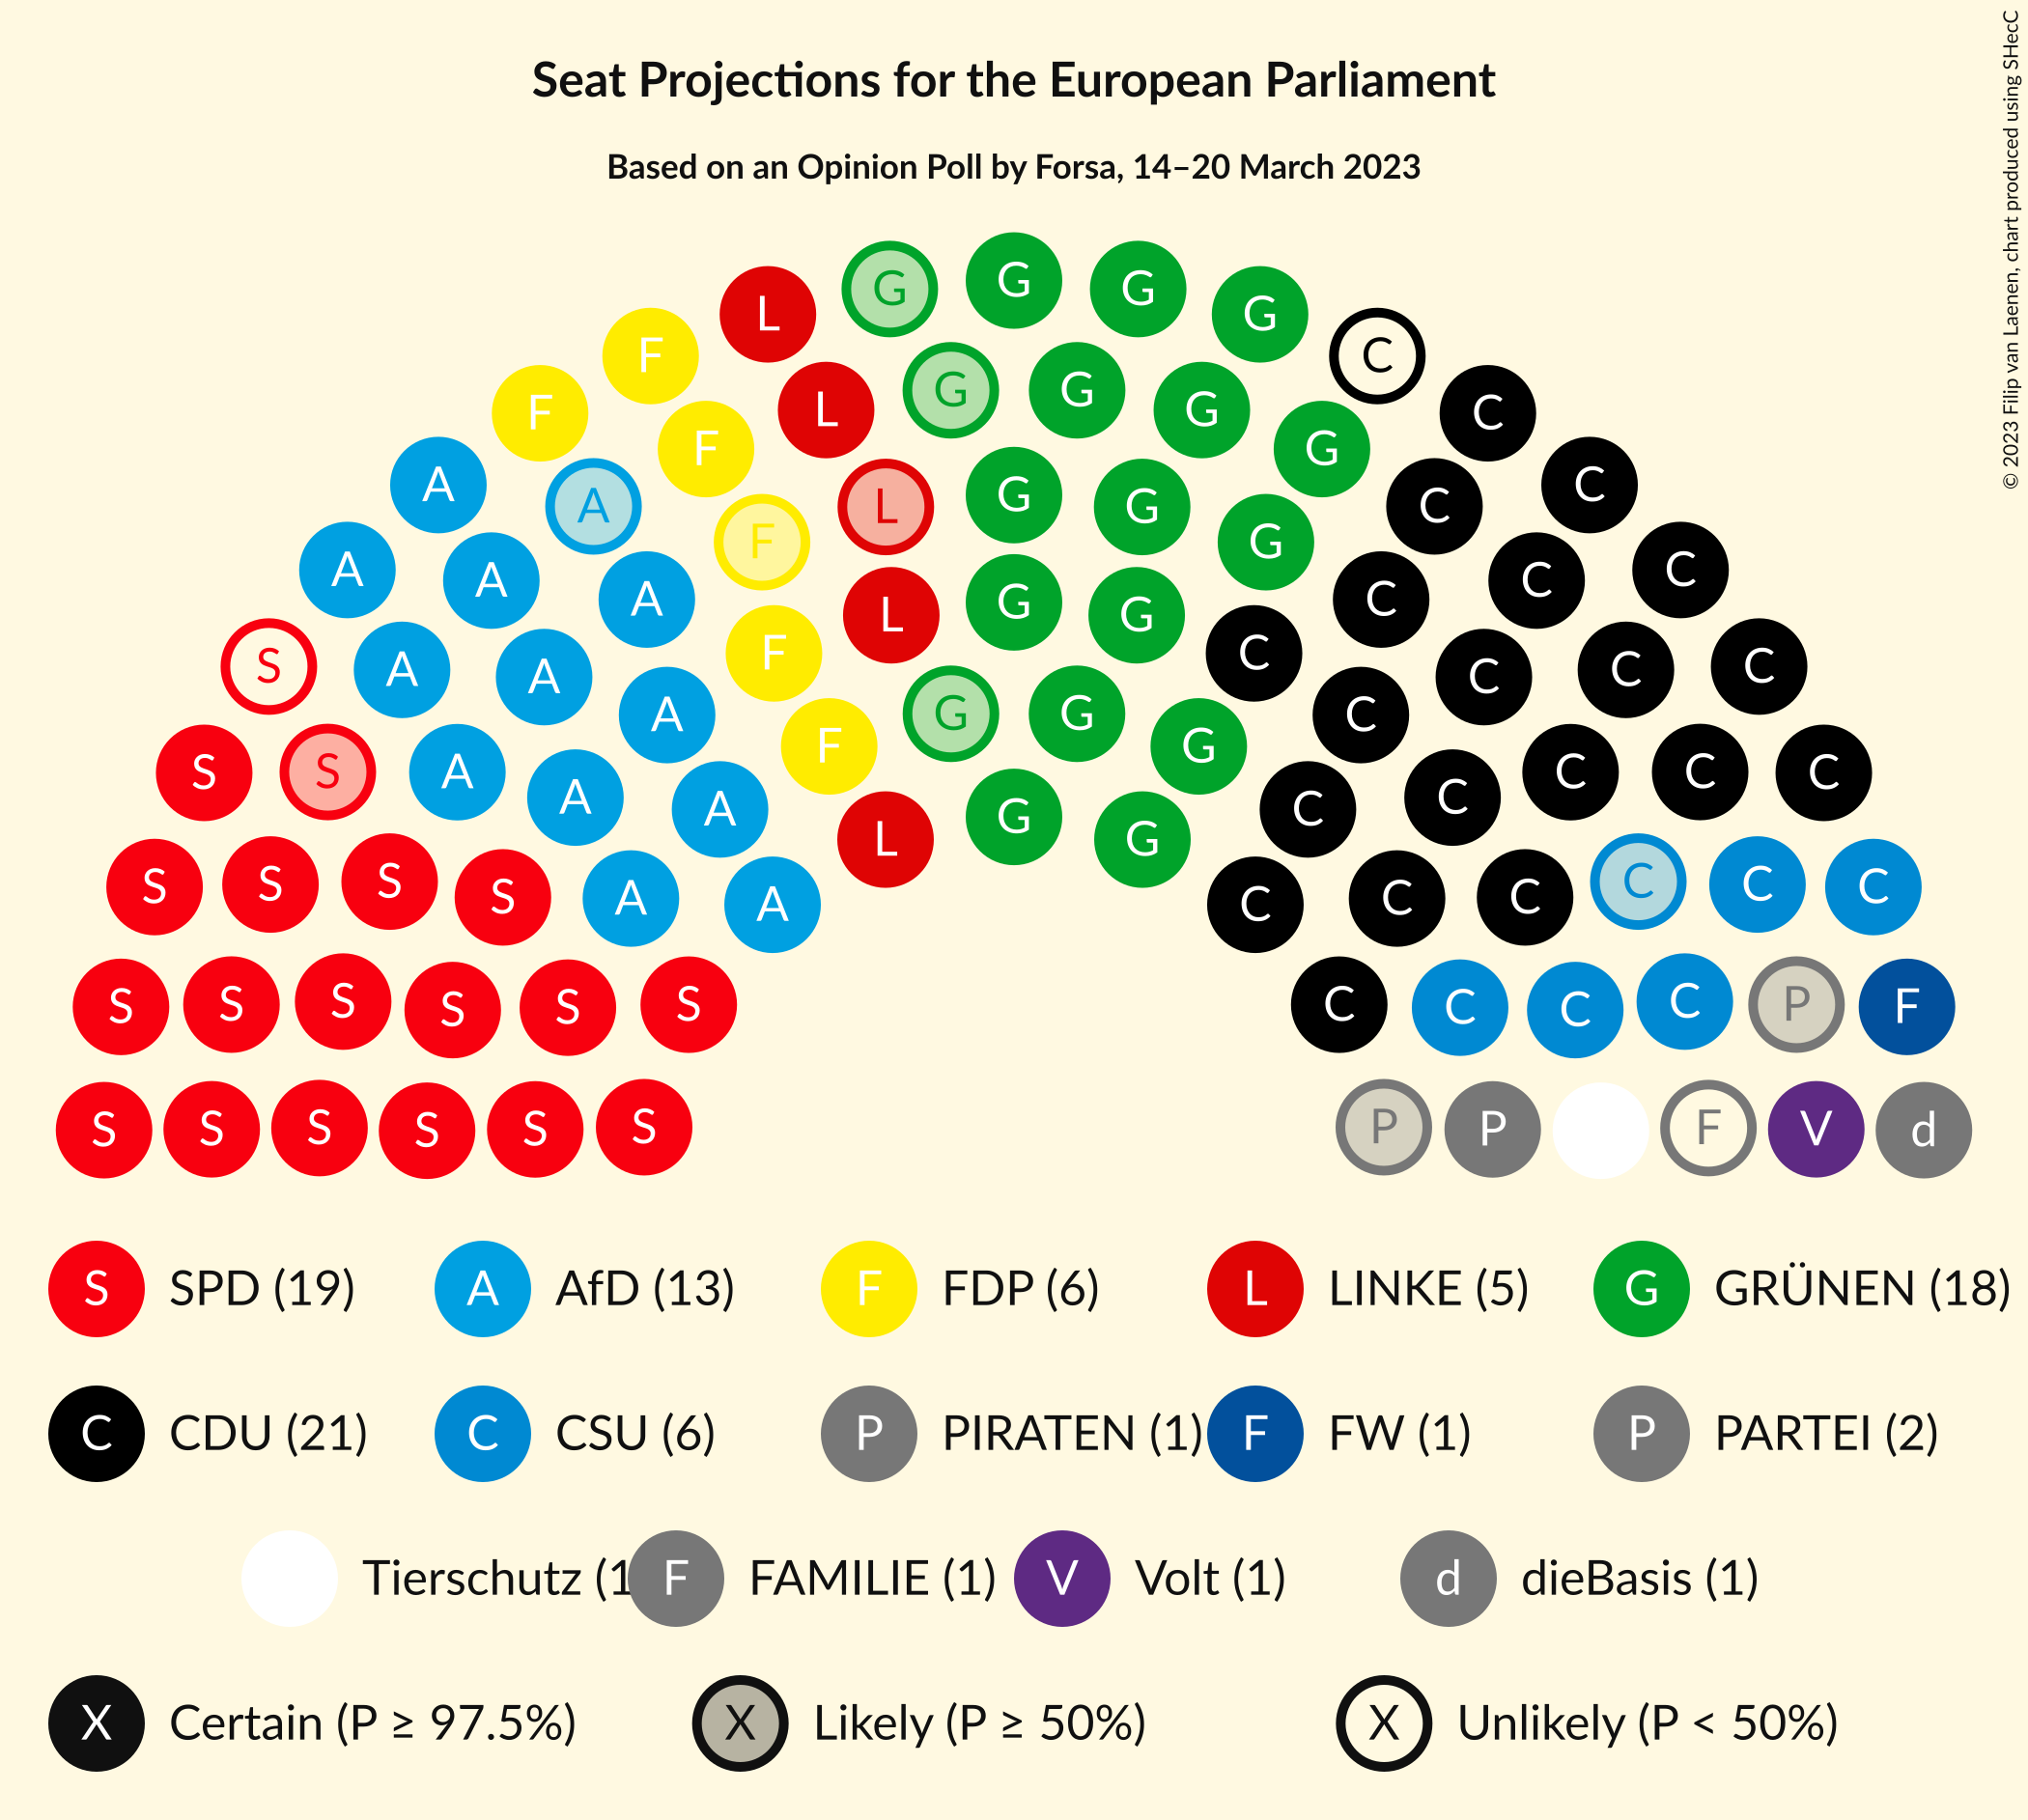 © 2023 Filip van Laenen, chart produced using SHecC
Seat Projections for the European Parliament
Based on an Opinion Poll by Forsa, 14–20 March 2023
L G G G G
F C
F L G G G C
F G
A A L G G C C
A A A F G G C C C
S A A F L G C C C C
A F G G G C
S S A A A G C C C C C
S S S S A A L G C C C C C C
S S S S S S C C C C P F
S S S S S S P P F V d
S SPD (19) A AfD (13) F FDP (6) L LINKE (5) G GRÜNEN (18)
C CDU (21) C CSU (6) P PIRATEN (1) F FW (1) P PARTEI (2)
Tierschutz (1 F FAMILIE (1) V Volt (1) d dieBasis (1)
X Certain (P ≥ 97.5%) X Likely (P ≥ 50%) X Unlikely (P < 50%)